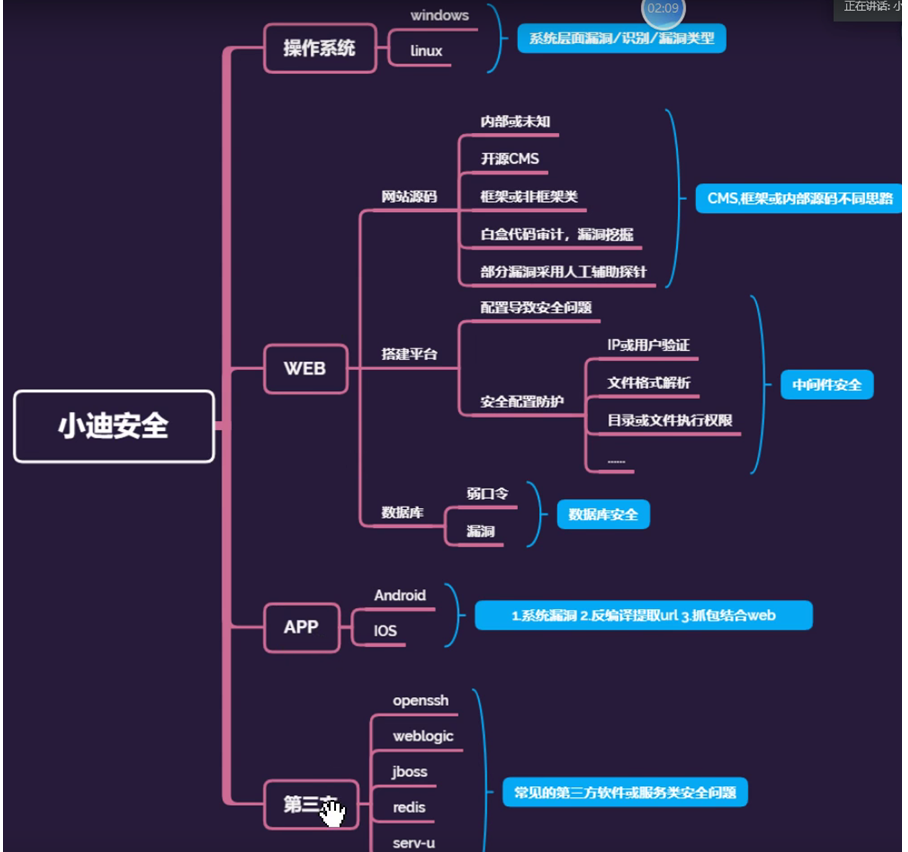 02:09
正在讲话: 小
小迪安全
操作系统
windows
linux
系统层面漏洞/识别/漏洞类型
WEB
网站源码
内部或未知
开源CMS
框架或非框架类
白盒代码审计，漏洞挖掘
部分漏洞采用人工辅助探针
CMS,框架或内部源码不同思路
搭建平台
配置导致安全问题
安全配置防护
IP或用户验证
文件格式解析
目录或文件执行权限
......
中间件安全
数据库
弱口令
漏洞
数据库安全
APP
Android
IOS
1.系统漏洞 2.反编译提取url 3.抓包结合web
第三方
openssh
weblogic
jboss
redis
serv-u
常见的第三方软件或服务类安全问题